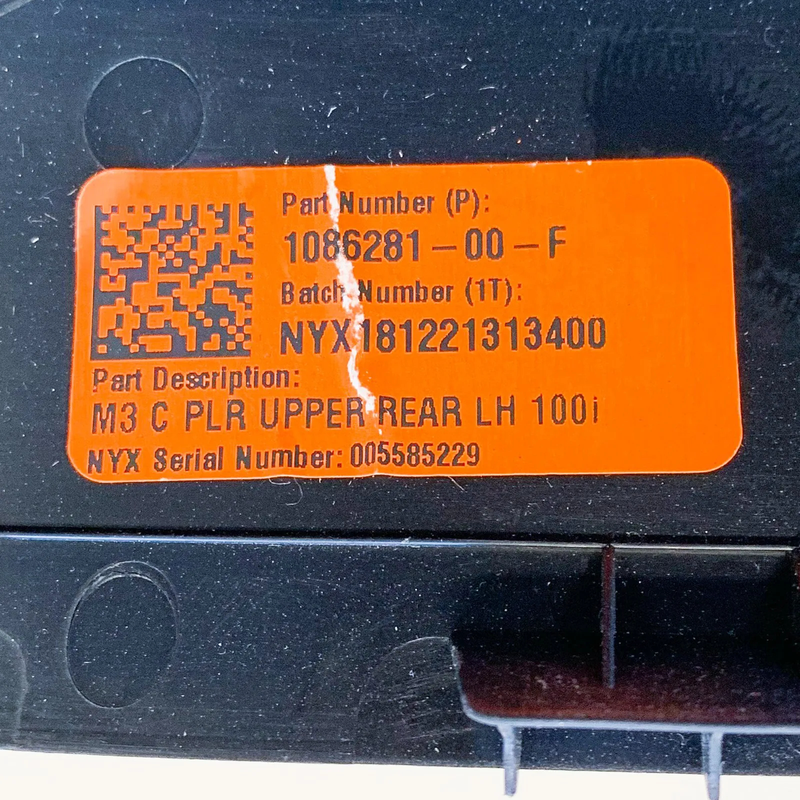 Part Number (P):
1086281-00-F
Batch Number (1T):
NYX181221313400
Part Description:
M3 C PLR UPPER REAR LH 100i
NYX Serial Number: 005585229